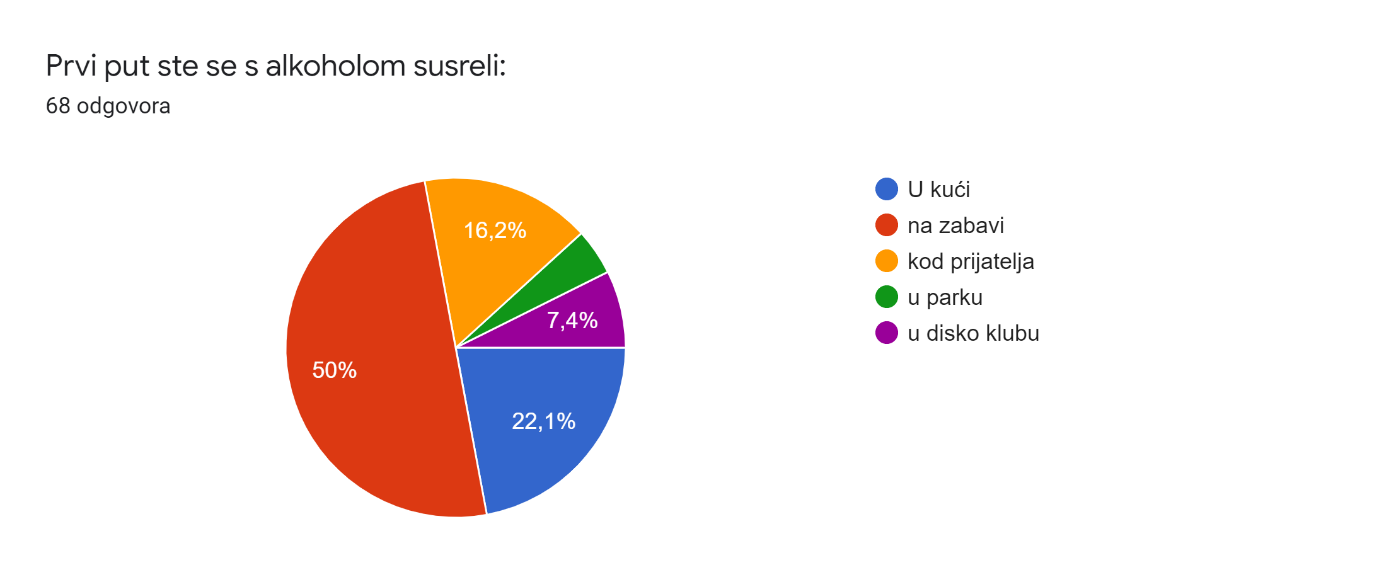 Prvi put ste se s alkoholom susreli:
68 odgovora
16,2%
7,4%
50%
22,1%
U kući
na zabavi
kod prijatelja
u parku
u disko klubu